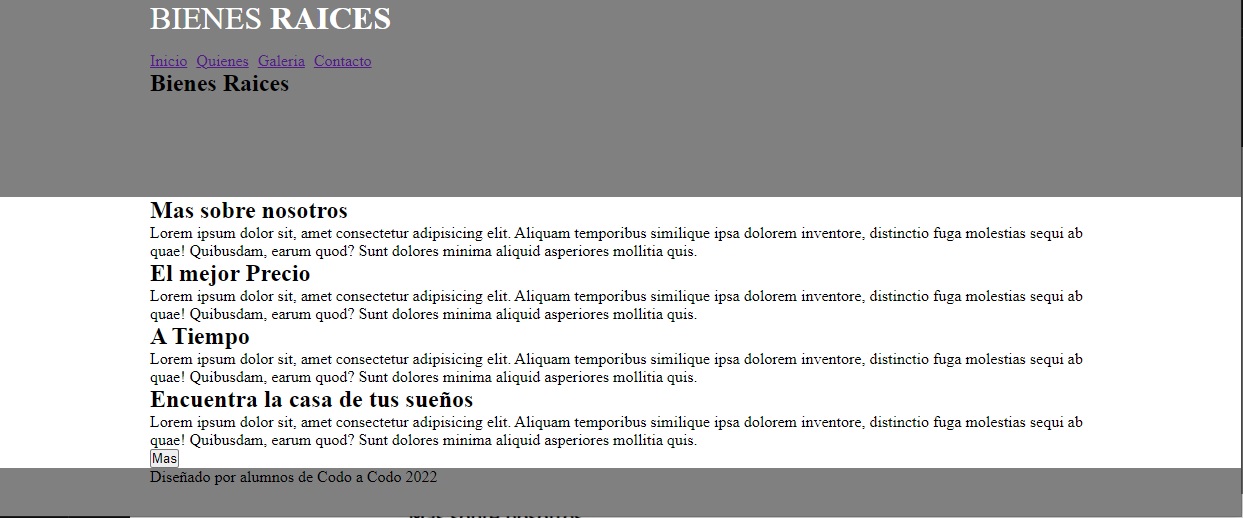 BIENES RAICES
Inicio Quienes Galeria Contacto
Bienes Raices
Mas sobre nosotros
Lorem ipsum dolor sit, amet consectetur adipisicing elit. Aliquam temporibus similique ipsa dolorem inventore, distinctio fuga molestias sequi ab
quae! Quibusdam, earum quod? Sunt dolores minima aliquid asperiores mollitia quis.
El mejor Precio
Lorem ipsum dolor sit, amet consectetur adipisicing elit. Aliquam temporibus similique ipsa dolorem inventore, distinctio fuga molestias sequi ab
quae! Quibusdam, earum quod? Sunt dolores minima aliquid asperiores mollitia quis.
A Tiempo
Lorem ipsum dolor sit, amet consectetur adipisicing elit. Aliquam temporibus similique ipsa dolorem inventore, distinctio fuga molestias sequi ab
quae! Quibusdam, earum quod? Sunt dolores minima aliquid asperiores mollitia quis.
Encuentra la casa de tus sueños
Lorem ipsum dolor sit, amet consectetur adipisicing elit. Aliquam temporibus similique ipsa dolorem inventore, distinctio fuga molestias sequi ab
quae! Quibusdam, earum quod? Sunt dolores minima aliquid asperiores mollitia quis.
Mas
Diseñado por alumnos de Codo a Codo 2022